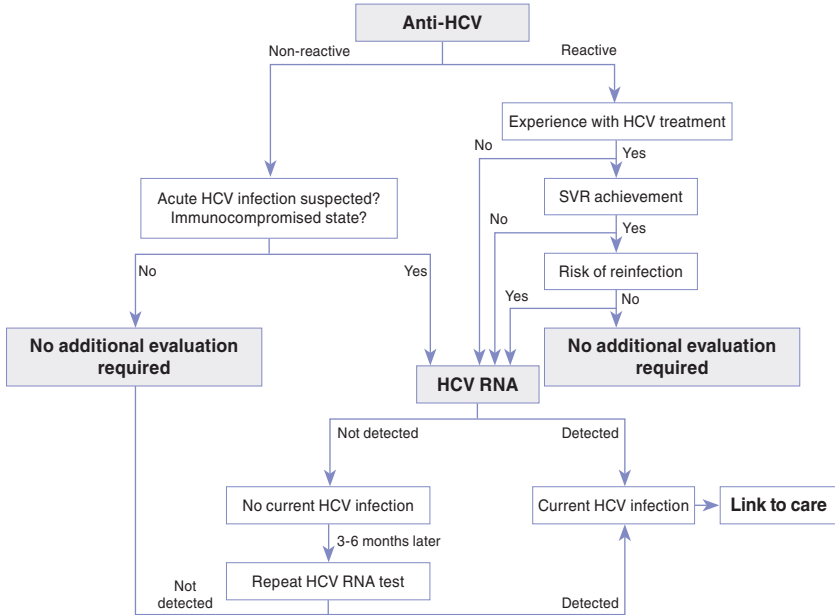 Anti-HCV
Non-reactive
Reactive
Experience with HCV treatment
No
Yes
Acute HCV infection suspected?
Immunocompromised state?
SVR achievement
No
Yes
No
Yes
Risk of reinfection
Yes
No
No additional evaluation
required
No additional evaluation
required
HCV RNA
Not detected
Detected
No current HCV infection
Current HCV infection
Link to care
3-6 months later
Repeat HCV RNA test
Not
detected
Detected